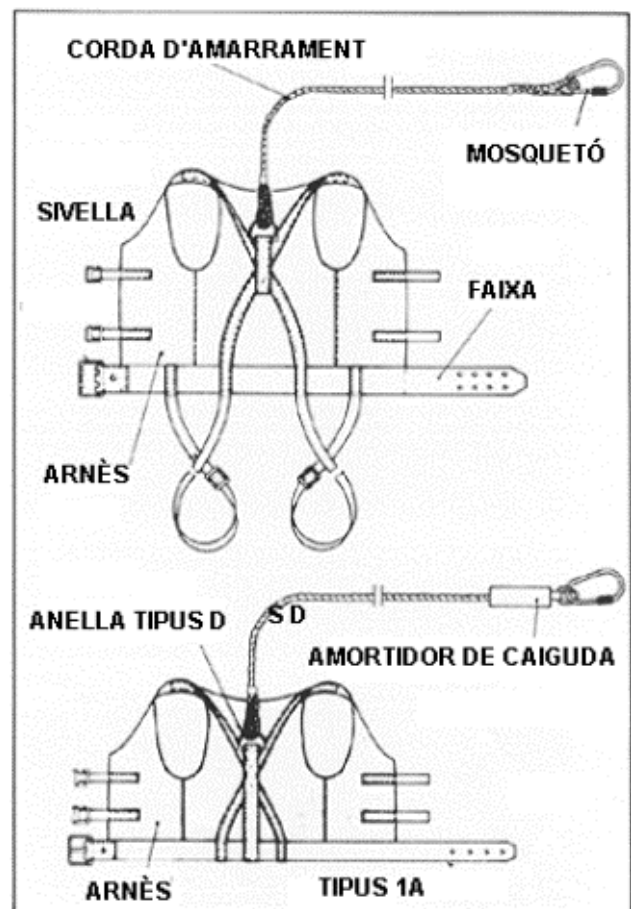 CORDA D'AMARRAMENT
MOSQUETÓ
SIVELLA
FAIXA
ARNÈS
ANELLA TIPUS D
S D
AMORTIDOR DE CAIGUDA
ARNÈS
TIPUS 1A